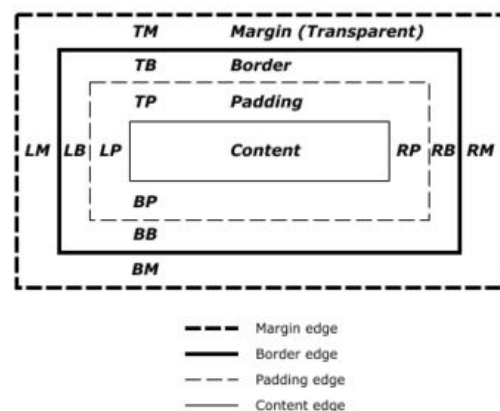 TM Margin (Transparent)
TB Border
TP Padding
LM LB LP Content RP RB RM
BP
BB
BM
Margin edge
Border edge
Padding edge
Content edge